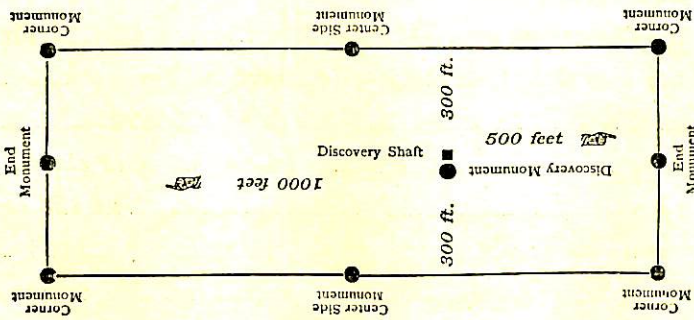 Corner
Monument
Center Side
Monument
Corner
Monument
300 ft.
End
Monument
Discovery Shaft
500 feet
1000 feet
Discovery Monument
End
Monument
300 ft.
Corner
Monument
Center Side
Monument
Corner
Monument